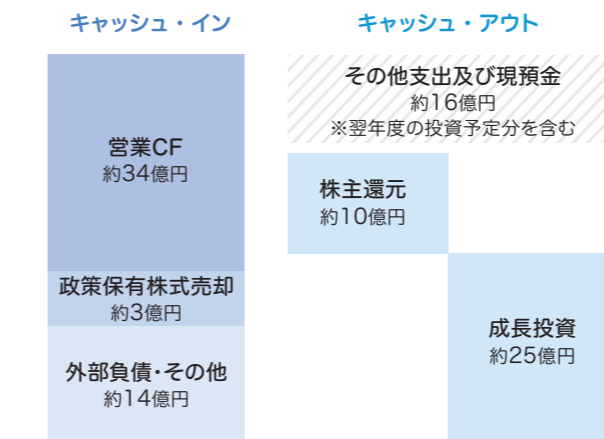 キャッシュ・イン
営業CF
約34億円
政策保有株式売却
約3億円
外部負債・その他
約14億円
キャッシュ・アウト
その他支出及び現預金
約16億円
※翌年度の投資予定分を含む
株主還元
約10億円
成長投資
約25億円